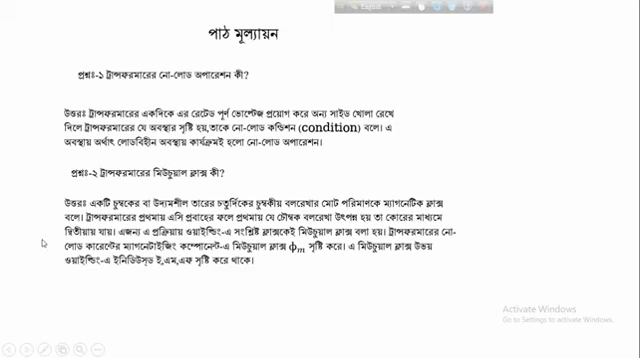 English
পাঠ মূল্যায়ন
প্রশ্নঃ-১ ট্রান্সফরমারের নো-লোড অপারেশন কী?
উত্তরঃ ট্রান্সফরমারের একদিকে এর রেটেড পূর্ণ ভোল্টেজ প্রয়োগ করে অন্য সাইড খোলা রেখে
দিলে ট্রান্সফরমারের যে অবস্থার সৃষ্টি হয়,তাকে নো-লোড কন্ডিশন (condition) বলে। এ
অবস্থায় অর্থাৎ লোডবিহীন অবস্থায় কার্যক্রমই হলো নো-লোড অপারেশন।
প্রশ্নঃ-২ ট্রান্সফরমারের মিউচুয়াল ফ্লাক্স কী?
উত্তরঃ একটি চুম্বকের বা উদ্যমশীল তারের চতুর্দিকের চুম্বকীয় বলরেখার মোট পরিমাণকে ম্যাগনেটিক ফ্লাক্স
বলে। ট্রান্সফরমারের প্রথমায় এসি প্রবাহের ফলে প্রথমায় যে চৌম্বক বলরেখা উৎপন্ন হয় তা কোরের মাধ্যমে
দ্বিতীয়ায় যায়। এজন্য এ প্রক্রিয়ায় ওয়াইন্ডিং-এ সংশ্লিষ্ট ফ্লাক্সকেই মিউচুয়াল ফ্লাক্স বলা হয়। ট্রান্সফরমারের নো-
লোড কারেন্টের ম্যাগনেটাইজিং কম্পোনেন্ট-এ মিউচুয়াল ফ্লাক্স ϕm সৃষ্টি করে। এ মিউচুয়াল ফ্লাক্স উভয়
ওয়াইন্ডিং-এ ইনডিউসড্ ই,এম,এফ সৃষ্টি করে থাকে।
Activate Windows
Go to Settings to activate Windows.